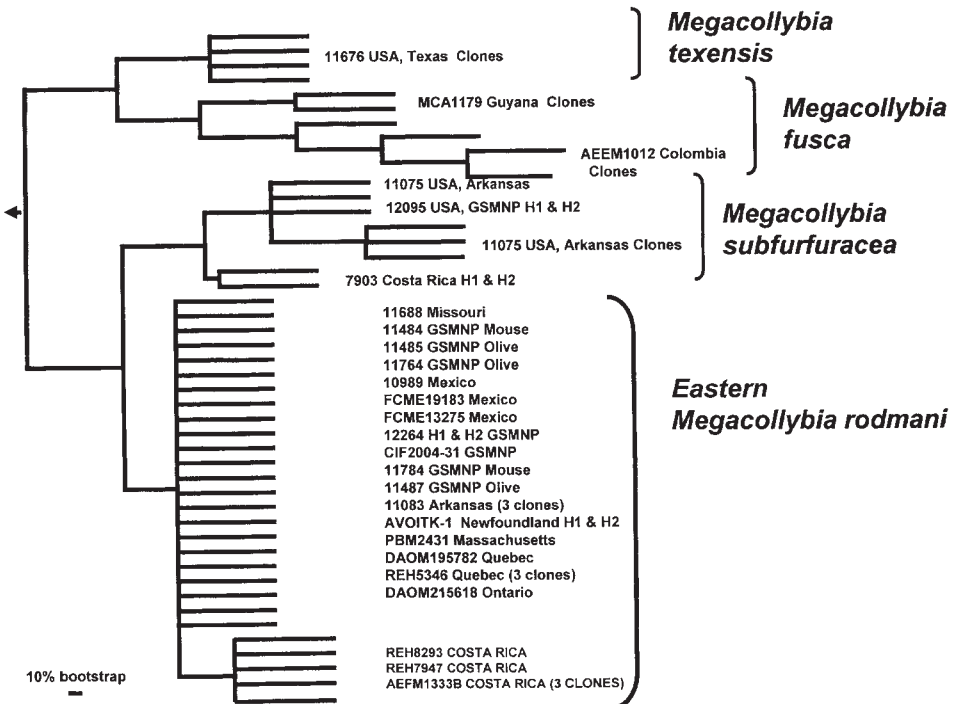 Megacollybia
texensis
11676 USA, Texas Clones
MCA1179 Guyana Clones
Megacollybia
fusca
AEEM1012 Colombia
Clones
11075 USA, Arkansas
12095 USA, GSMNP H1 & H2
Megacollybia
subfurfuracea
11075 USA, Arkansas Clones
7903 Costa Rica H1 & H2
11688 Missouri
11484 GSMNP Mouse
11485 GSMNP Olive
11764 GSMNP Olive
10989 Mexico
FCME19183 Mexico
FCME13275 Mexico
12264 H1 & H2 GSMNP
CIF2004-31 GSMNP
11784 GSMNP Mouse
11487 GSMNP Olive
11083 Arkansas (3 clones)
AVOITK-1 Newfoundland H1 & H2
PBM2431 Massachusetts
DAOM195782 Quebec
REH5346 Quebec (3 clones)
DAOM215618 Ontario
Eastern
Megacollybia rodmani
REH8293 COSTA RICA
REH7947 COSTA RICA
AEFM1333B COSTA RICA (3 CLONES)
10% bootstrap